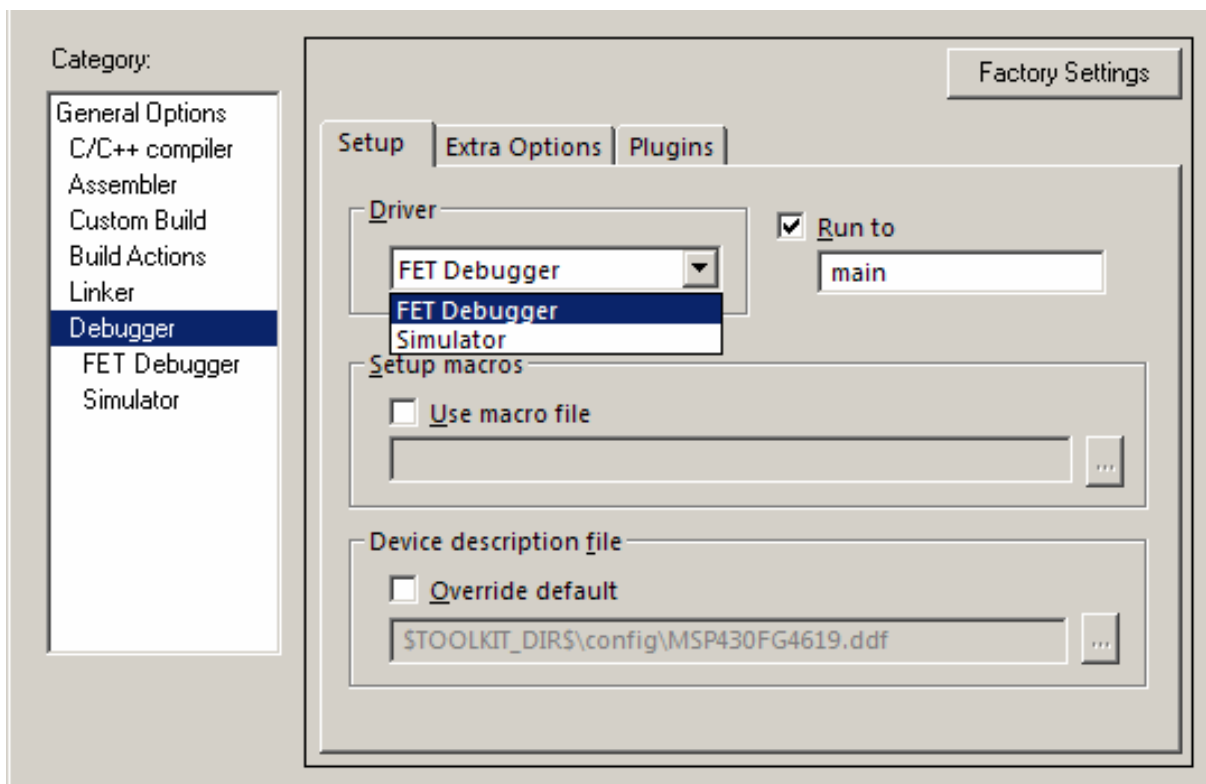 Category:
Factory Settings
General Options
C/C++ compiler
Assembler
Custom Build
Build Actions
Linker
Debugger
FET Debugger
Simulator
Setup
Extra Options
Plugins
Driver
FET Debugger
FET Debugger
Simulator
Run to
main
Setup macros
Use macro file
...
Device description file
Override default
$TOOLKIT_DIR$\config\MSP430FG4619.ddf
...